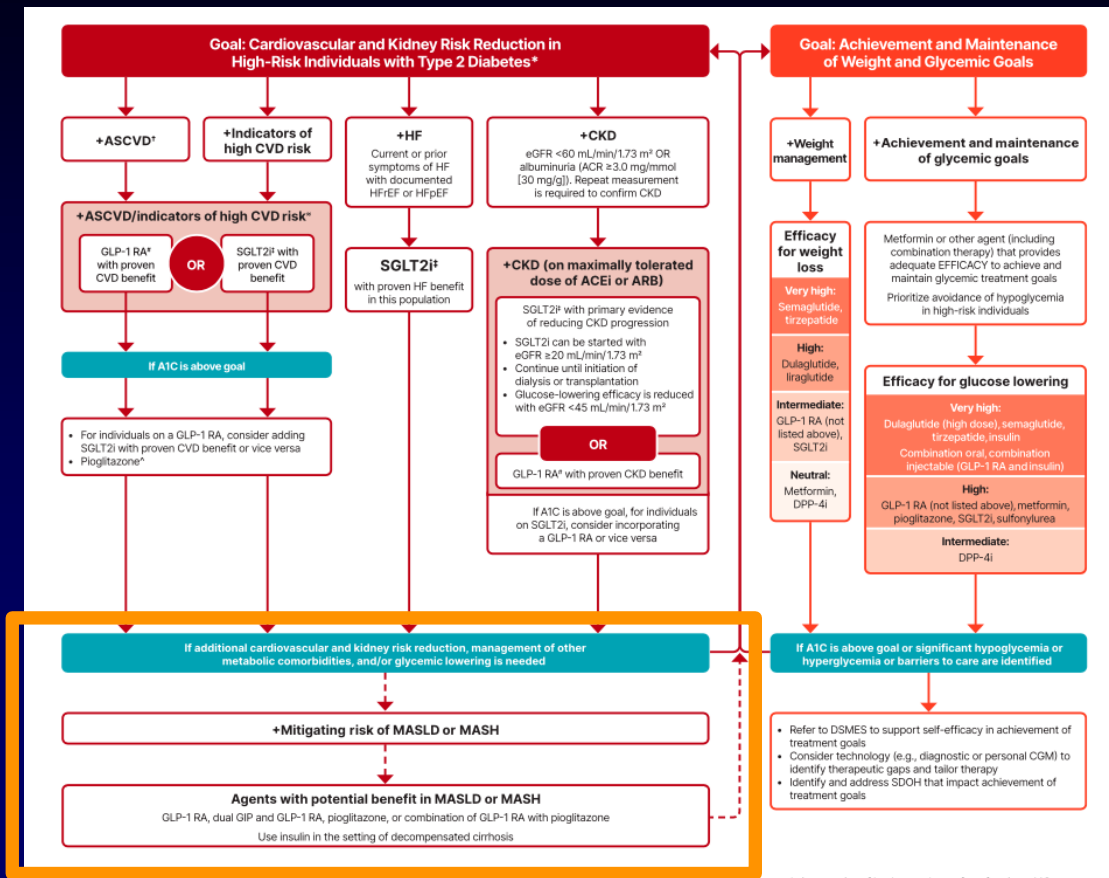 Goal: Cardiovascular and Kidney Risk Reduction in
High-Risk Individuals with Type 2 Diabetes*
+ASCVD†
+Indicators of
high CVD risk
+HF
Current or prior
symptoms of HF
with documented
HFrEF or HFpEF
+CKD
eGFR <60 mL/min/1.73 m² OR
albuminuria (ACR ≥3.0 mg/mmol
[30 mg/g]). Repeat measurement
is required to confirm CKD
+ASCVD/indicators of high CVD risk*
GLP-1 RA#
with proven
CVD benefit
OR
SGLT2i‡ with
proven CVD
benefit
SGLT2i‡
with proven HF benefit
in this population
+CKD (on maximally tolerated
dose of ACEi or ARB)
SGLT2i‡ with primary evidence
of reducing CKD progression
• SGLT2i can be started with
eGFR ≥20 mL/min/1.73 m²
• Continue until initiation of
dialysis or transplantation
• Glucose-lowering efficacy is reduced
with eGFR <45 mL/min/1.73 m²
OR
GLP-1 RA# with proven CKD benefit
If A1C is above goal, for individuals
on SGLT2i, consider incorporating
a GLP-1 RA or vice versa
If A1C is above goal
• For individuals on a GLP-1 RA, consider adding
SGLT2i with proven CVD benefit or vice versa
• Pioglitazone^
If additional cardiovascular and kidney risk reduction, management of other
metabolic comorbidities, and/or glycemic lowering is needed
+Mitigating risk of MASLD or MASH
Agents with potential benefit in MASLD or MASH
GLP-1 RA, dual GIP and GLP-1 RA, pioglitazone, or combination of GLP-1 RA with pioglitazone
Use insulin in the setting of decompensated cirrhosis
Goal: Achievement and Maintenance
of Weight and Glycemic Goals
+Weight
management
+Achievement and maintenance
of glycemic goals
Efficacy
for weight
loss
Very high:
Semaglutide,
tirzepatide
High:
Dulaglutide,
liraglutide
Intermediate:
GLP-1 RA (not
listed above),
SGLT2i
Neutral:
Metformin,
DPP-4i
Metformin or other agent (including
combination therapy) that provides
adequate EFFICACY to achieve and
maintain glycemic treatment goals
Prioritize avoidance of hypoglycemia
in high-risk individuals
Efficacy for glucose lowering
Very high:
Dulaglutide (high dose), semaglutide,
tirzepatide, insulin
Combination oral, combination
injectable (GLP-1 RA and insulin)
High:
GLP-1 RA (not listed above), metformin,
pioglitazone, SGLT2i, sulfonylurea
Intermediate:
DPP-4i
If A1C is above goal or significant hypoglycemia or
hyperglycemia or barriers to care are identified
• Refer to DSMES to support self-efficacy in achievement of
treatment goals
• Consider technology (e.g., diagnostic or personal CGM) to
identify therapeutic gaps and tailor therapy
• Identify and address SDOH that impact achievement of
treatment goals